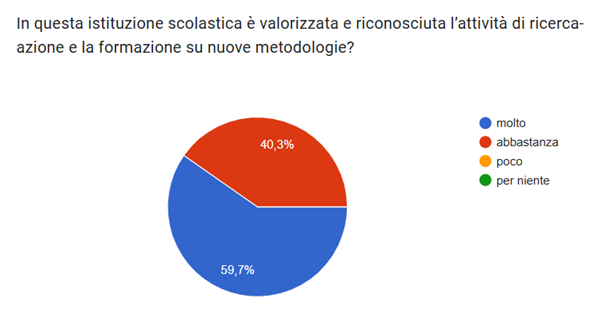 In questa istituzione scolastica è valorizzata e riconosciuta l’attività di ricerca-
azione e la formazione su nuove metodologie?
molto
abbastanza
poco
per niente
40,3%
59,7%